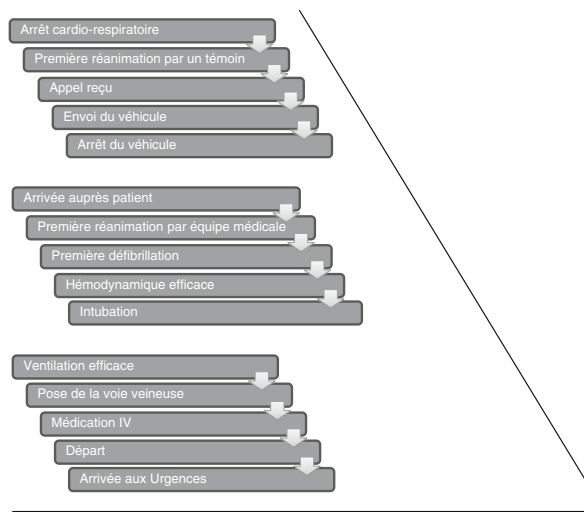 Arrêt cardio-respiratoire
Première réanimation par un témoin
Appel reçu
Envoi du véhicule
Arrêt du véhicule
Arrivée auprès patient
Première réanimation par équipe médicale
Première défibrillation
Hémodynamique efficace
Intubation
Ventilation efficace
Pose de la voie veineuse
Médication IV
Départ
Arrivée aux Urgences